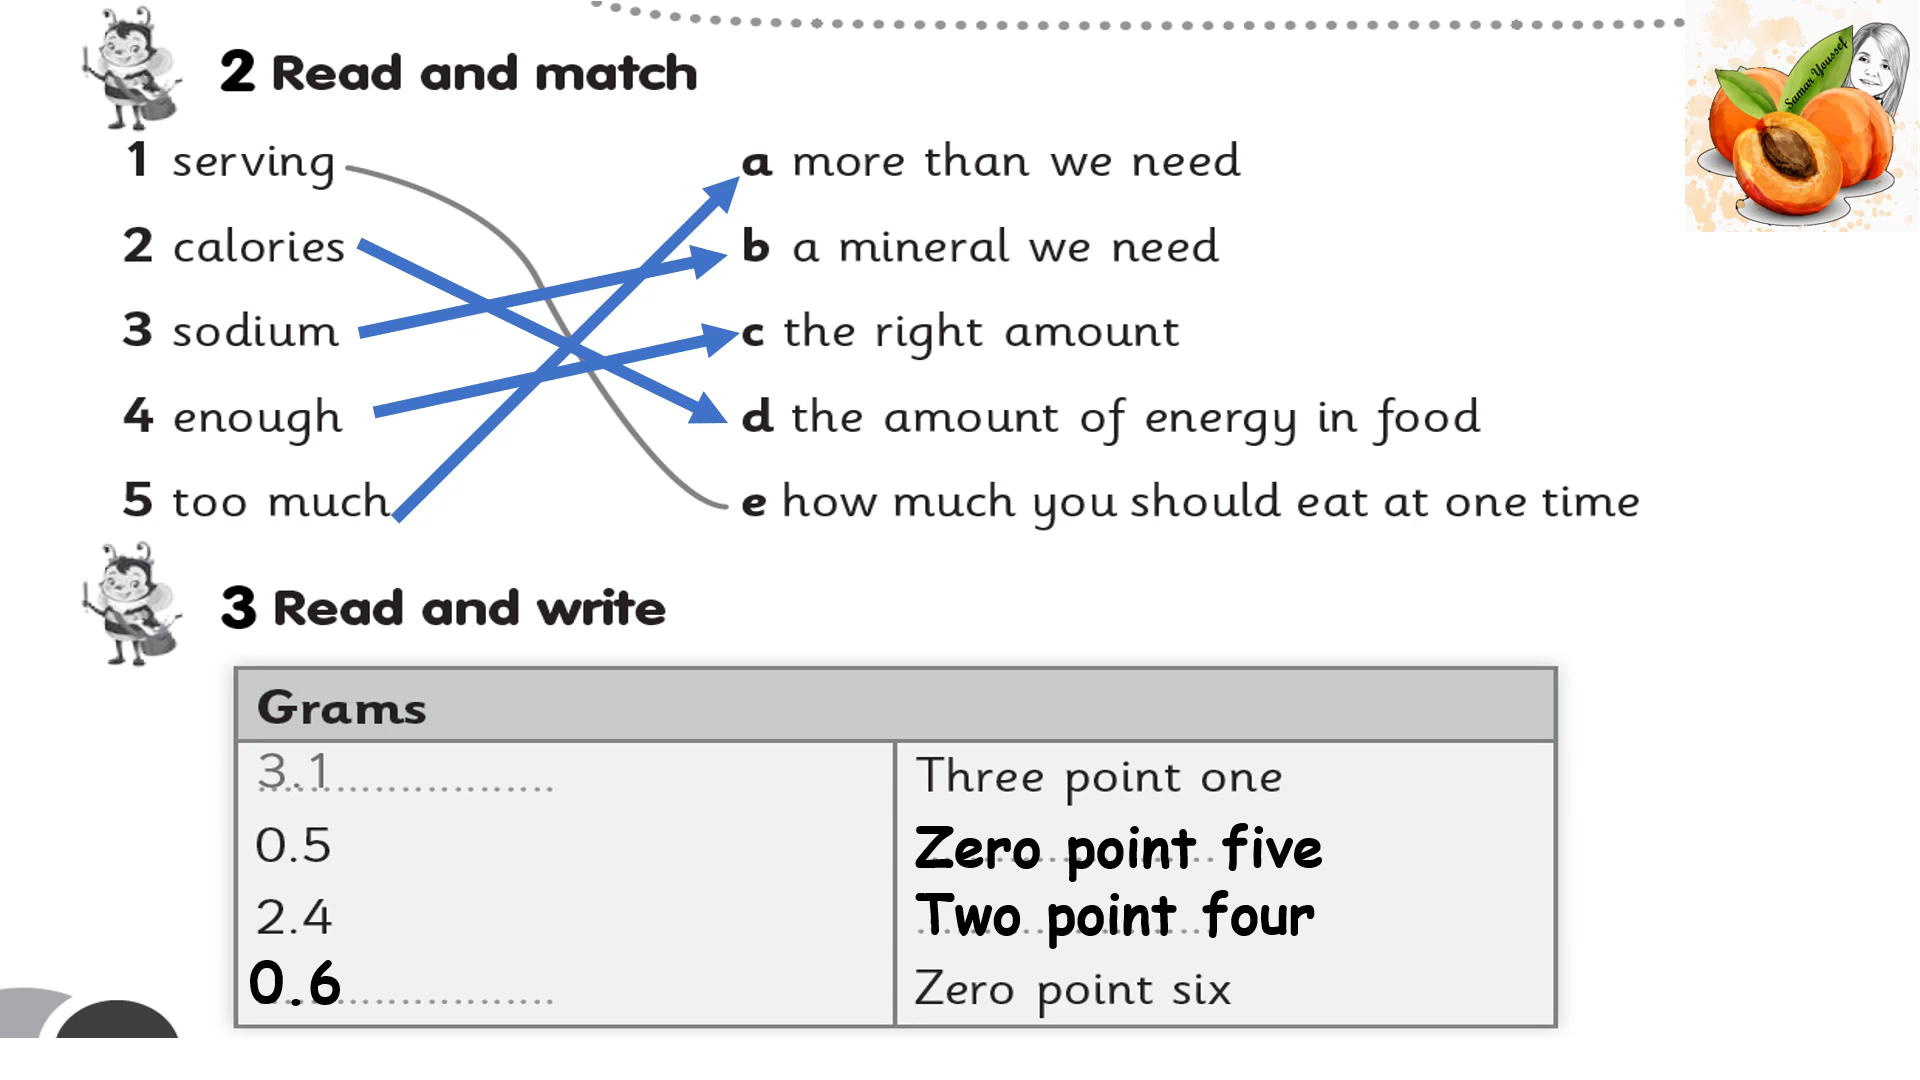 2 Read and match
Samar Youssef
1 serving
a more than we need
2 calories
b a mineral we need
3 sodium
c the right amount
4 enough
d the amount of energy in food
5 too much
e how much you should eat at one time
3 Read and write
Grams
3.1
Three point one
0.5
Zero point five
2.4
Two point four
0.6
Zero point six